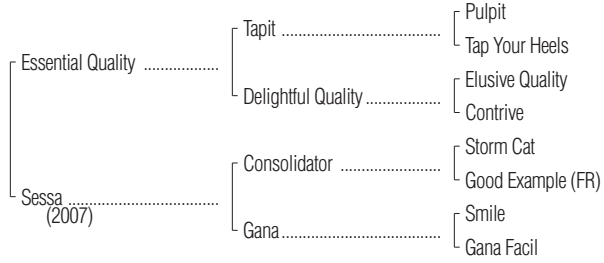 Pulpit
Tapit
Tap Your Heels
Essential Quality
Elusive Quality
Delightful Quality
Contrive
Storm Cat
Consolidator
Good Example (FR)
Sessa
(2007)
Smile
Gana
Gana Facil